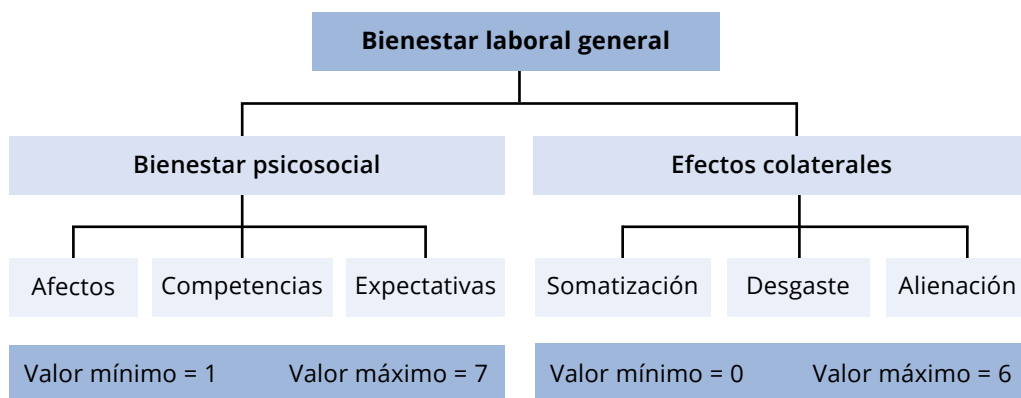 Bienestar laboral general
Bienestar psicosocial
Efectos colaterales
Afectos
Competencias
Expectativas
Somatización
Desgaste
Alienación
Valor mínimo = 1
Valor máximo = 7
Valor mínimo = 0
Valor máximo = 6